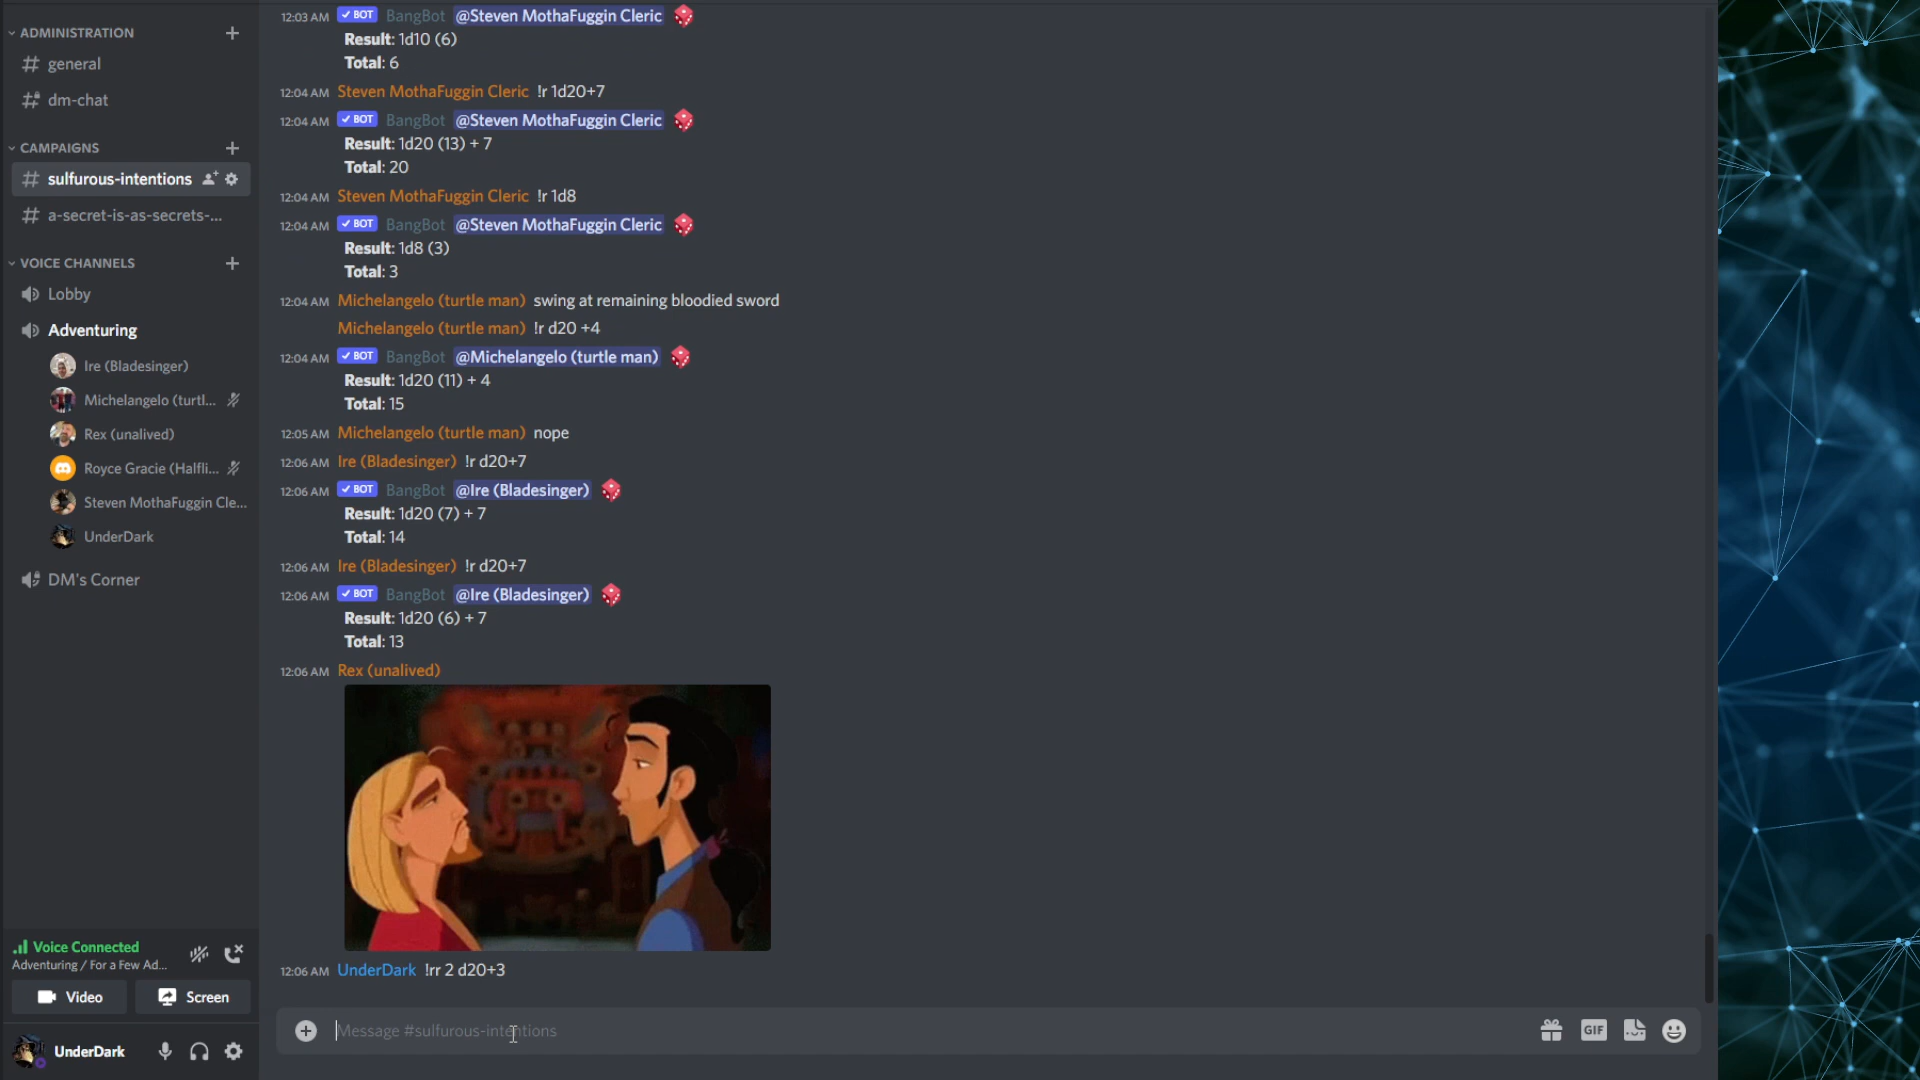 ADMINISTRATION
general
dm-chat
CAMPAIGNS
sulfurous-intentions
a-secret-is-as-secrets-...
VOICE CHANNELS
Lobby
Adventuring
Ire (Bladesinger)
Michelangelo (turtl...
Rex (unalived)
Royce Gracie (Halfli...
Steven MothaFuggin Cle...
UnderDark
DM's Corner
Voice Connected
Adventuring / For a Few Ad...
Video
Screen
UnderDark
12:03 AM BOT BangBot @Steven MothaFuggin Cleric
Result: 1d10 (6)
Total: 6
12:04 AM Steven MothaFuggin Cleric !r 1d20+7
12:04 AM BOT BangBot @Steven MothaFuggin Cleric
Result: 1d20 (13) + 7
Total: 20
12:04 AM Steven MothaFuggin Cleric !r 1d8
12:04 AM BOT BangBot @Steven MothaFuggin Cleric
Result: 1d8 (3)
Total: 3
12:04 AM Michelangelo (turtle man) swing at remaining bloodied sword
Michelangelo (turtle man) !r d20 +4
12:04 AM BOT BangBot @Michelangelo (turtle man)
Result: 1d20 (11) + 4
Total: 15
12:05 AM Michelangelo (turtle man) nope
12:06 AM Ire (Bladesinger) !r d20+7
12:06 AM BOT BangBot @Ire (Bladesinger)
Result: 1d20 (7) + 7
Total: 14
12:06 AM Ire (Bladesinger) !r d20+7
12:06 AM BOT BangBot @Ire (Bladesinger)
Result: 1d20 (6) + 7
Total: 13
12:06 AM Rex (unalived)
12:06 AM UnderDark !rr 2 d20+3
Message #sulfurous-intentions
GIF